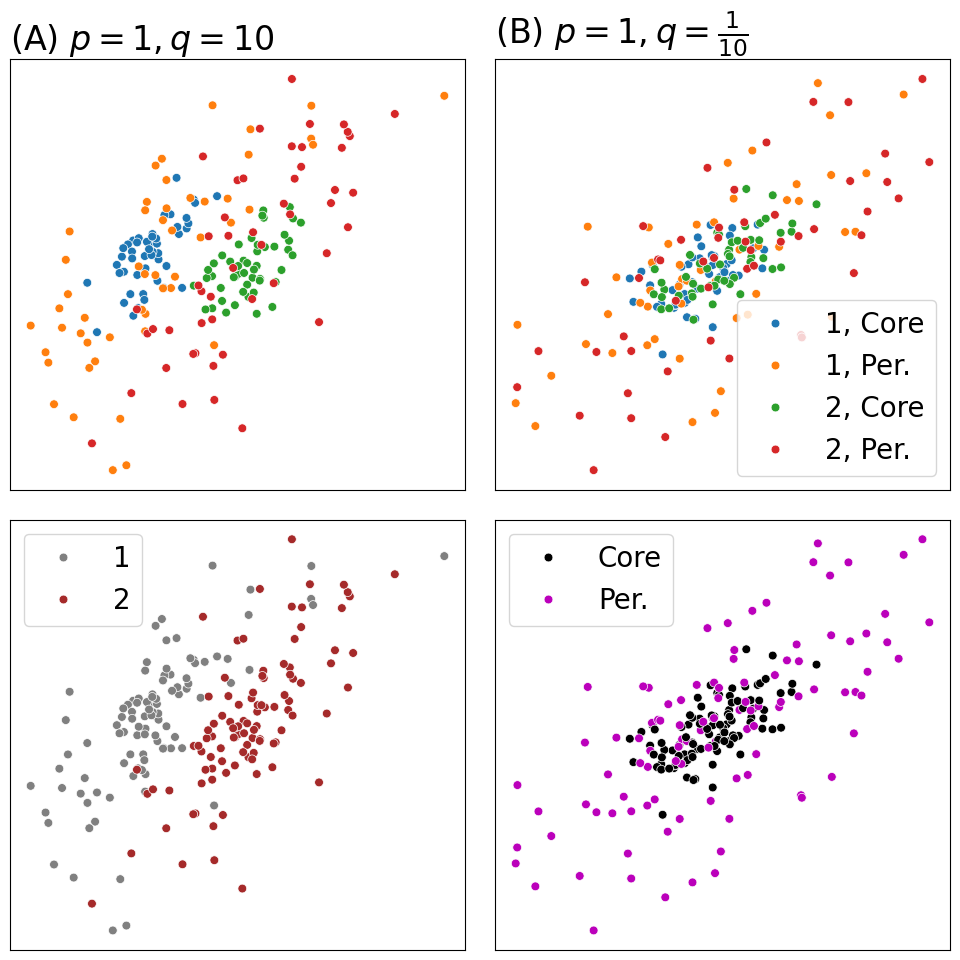 (A) p = 1, q = 10
(B) p = 1, q = 1/10
1, Core
1, Per.
2, Core
2, Per.
1
2
Core
Per.